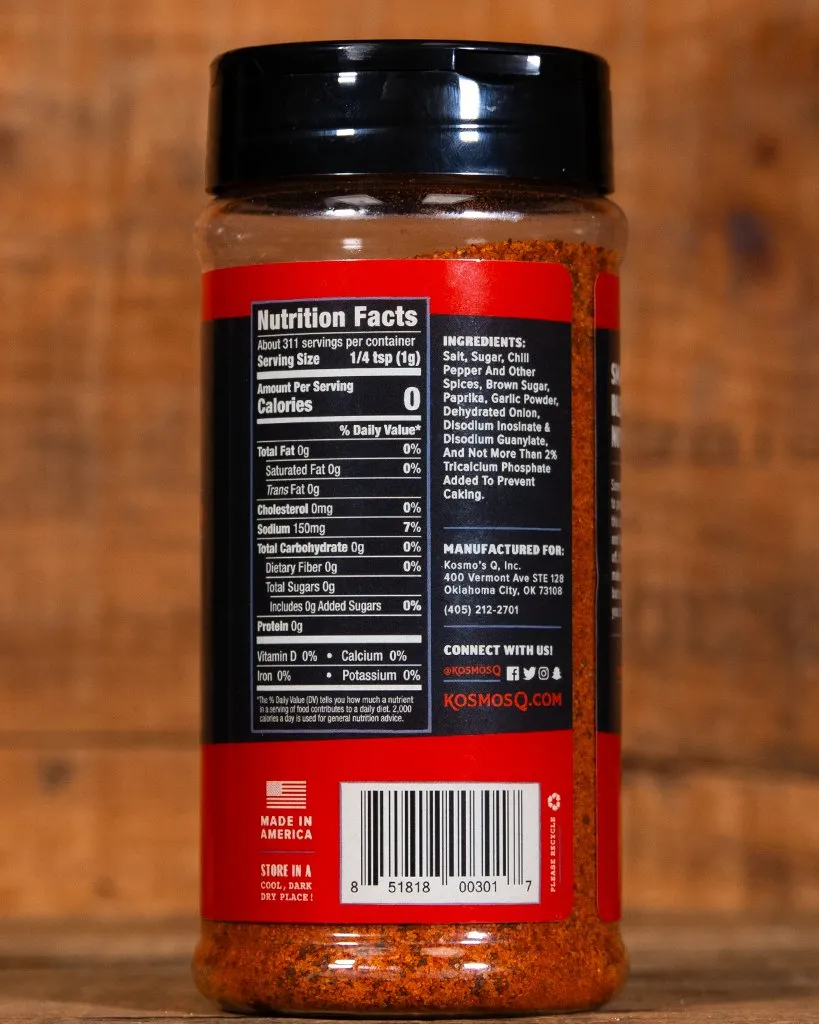 Nutrition Facts
About 311 servings per container
Serving Size 1/4 tsp (1g)
Amount Per Serving
Calories 0
% Daily Value*
Total Fat 0g 0%
Saturated Fat 0g 0%
Trans Fat 0g
Cholesterol 0mg 0%
Sodium 150mg 7%
Total Carbohydrate 0g 0%
Dietary Fiber 0g 0%
Total Sugars 0g
Includes 0g Added Sugars 0%
Protein 0g
Vitamin D 0% • Calcium 0%
Iron 0% • Potassium 0%
*The % Daily Value (DV) tells you how much a nutrient
in a serving of food contributes to a daily diet. 2,000
calories a day is used for general nutrition advice.
INGREDIENTS:
Salt, Sugar, Chili
Pepper And Other
Spices, Brown Sugar,
Paprika, Garlic Powder,
Dehydrated Onion,
Disodium Inosinate &
Disodium Guanylate,
And Not More Than 2%
Tricalcium Phosphate
Added To Prevent
Caking.
MANUFACTURED FOR:
Kosmo's Q, Inc.
400 Vermont Ave STE 128
Oklahoma City, OK 73108
(405) 212-2701
CONNECT WITH US!
@KOSMOSQ
KOSMOSQ.COM
MADE IN
AMERICA
STORE IN A
COOL, DARK
DRY PLACE!
8 51818 00301 7
PLEASE RECYCLE